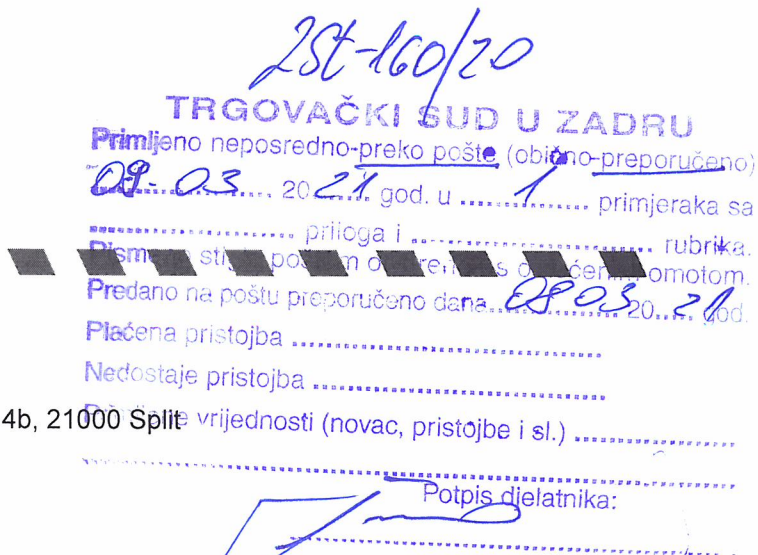 2St-160/20
TRGOVAČKI SUD U ZADRU
Primljeno neposredno-preko pošte (obično-preporučeno)
09.03. 2021 god. u 1 primjeraka sa
priloga i rubrika.
Predano na poštu preporučeno dana 08 03 2021 god.
Plaćena pristojba
Nedostaje pristojba
4b, 21000 Split
vrijednosti (novac, pristojbe i sl.)
Potpis djelatnika: